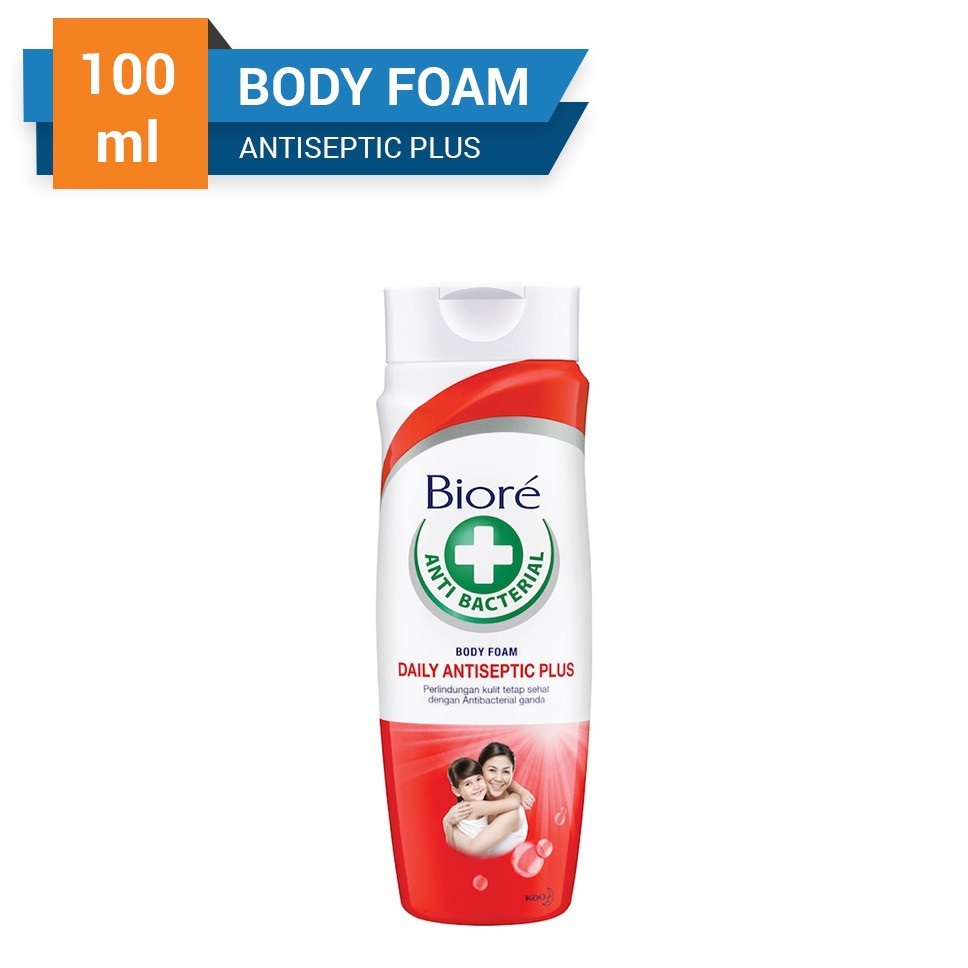 100
ml
BODY FOAM
ANTISEPTIC PLUS
Bioré
ANTI BACTERIAL
BODY FOAM
DAILY ANTISEPTIC PLUS
Perlindungan kulit tetap sehat
dengan Antibacterial ganda
Kao